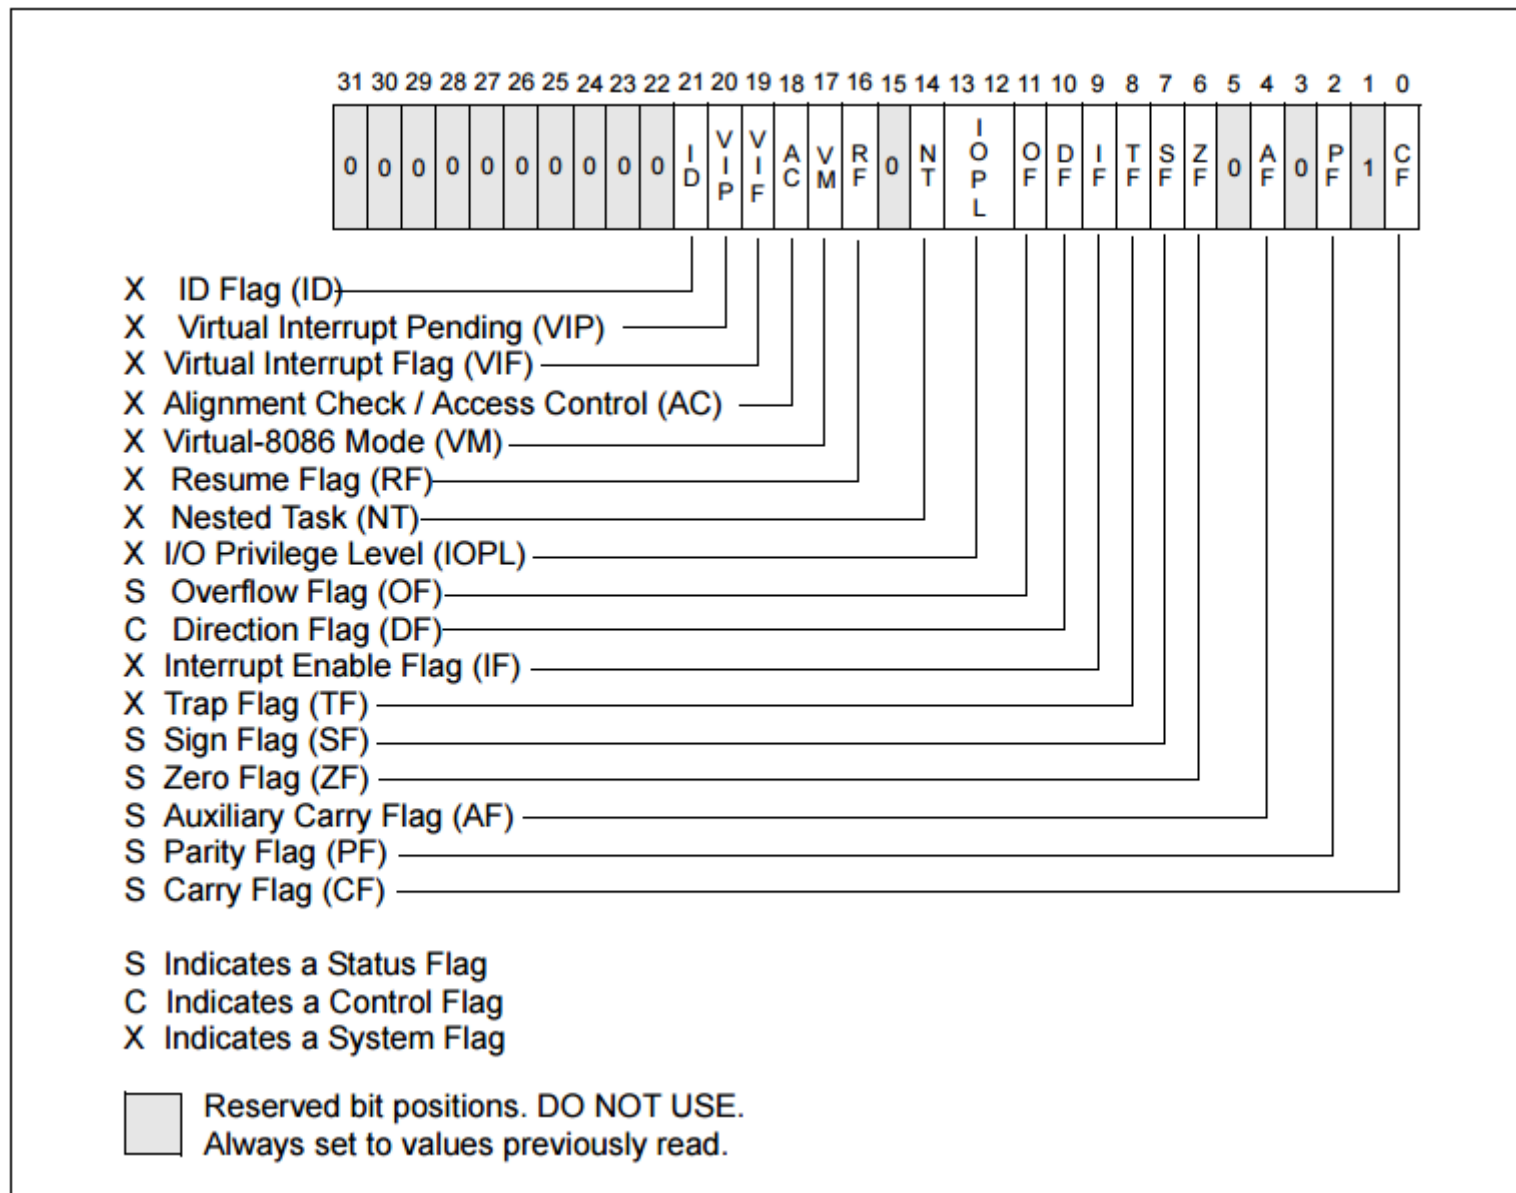 31 30 29 28 27 26 25 24 23 22 21 20 19 18 17 16 15 14 13 12 11 10 9 8 7 6 5 4 3 2 1 0
0 0 0 0 0 0 0 0 0 0 ID VIP VIF AC VM RF 0 NT IOPL OF DF IF TF SF ZF 0 AF 0 PF 1 CF
X ID Flag (ID)
X Virtual Interrupt Pending (VIP)
X Virtual Interrupt Flag (VIF)
X Alignment Check / Access Control (AC)
X Virtual-8086 Mode (VM)
X Resume Flag (RF)
X Nested Task (NT)
X I/O Privilege Level (IOPL)
S Overflow Flag (OF)
C Direction Flag (DF)
X Interrupt Enable Flag (IF)
X Trap Flag (TF)
S Sign Flag (SF)
S Zero Flag (ZF)
S Auxiliary Carry Flag (AF)
S Parity Flag (PF)
S Carry Flag (CF)
S Indicates a Status Flag
C Indicates a Control Flag
X Indicates a System Flag
Reserved bit positions. DO NOT USE.
Always set to values previously read.